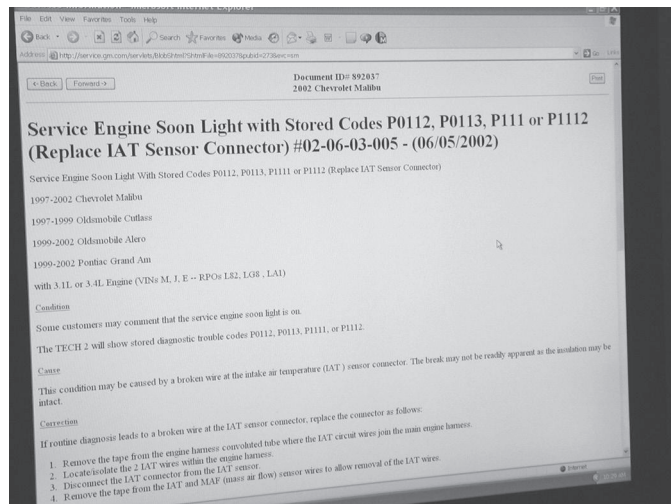 File Edit View Favorites Tools Help
Back Search Favorites Media
Address
← Back Forward →
Document ID# 892037
2002 Chevrolet Malibu
Print
Service Engine Soon Light with Stored Codes P0112, P0113, P111 or P1112
(Replace IAT Sensor Connector) #02-06-03-005 - (06/05/2002)
Service Engine Soon Light With Stored Codes P0112, P0113, P1111 or P1112 (Replace IAT Sensor Connector)
1997-2002 Chevrolet Malibu
1997-1999 Oldsmobile Cutlass
1999-2002 Oldsmobile Alero
1999-2002 Pontiac Grand Am
with 3.1L or 3.4L Engine (VINs M, J, E -- RPOs L82, LG8 , LA1)
Condition
Some customers may comment that the service engine soon light is on.
The TECH 2 will show stored diagnostic trouble codes P0112, P0113, P1111, or P1112.
Cause
This condition may be caused by a broken wire at the intake air temperature (IAT ) sensor connector. The break may not be readily apparent as the insulation may be
intact.
Correction
If routine diagnosis leads to a broken wire at the IAT sensor connector, replace the connector as follows:
1. Remove the tape from the engine harness convoluted tube where the IAT circuit wires join the main engine harness.
2. Locate/isolate the 2 IAT wires within the engine harness.
3. Disconnect the IAT connector from the IAT sensor.
4. Remove the tape from the IAT and MAF (mass air flow) sensor wires to allow removal of the IAT wires.
Internet